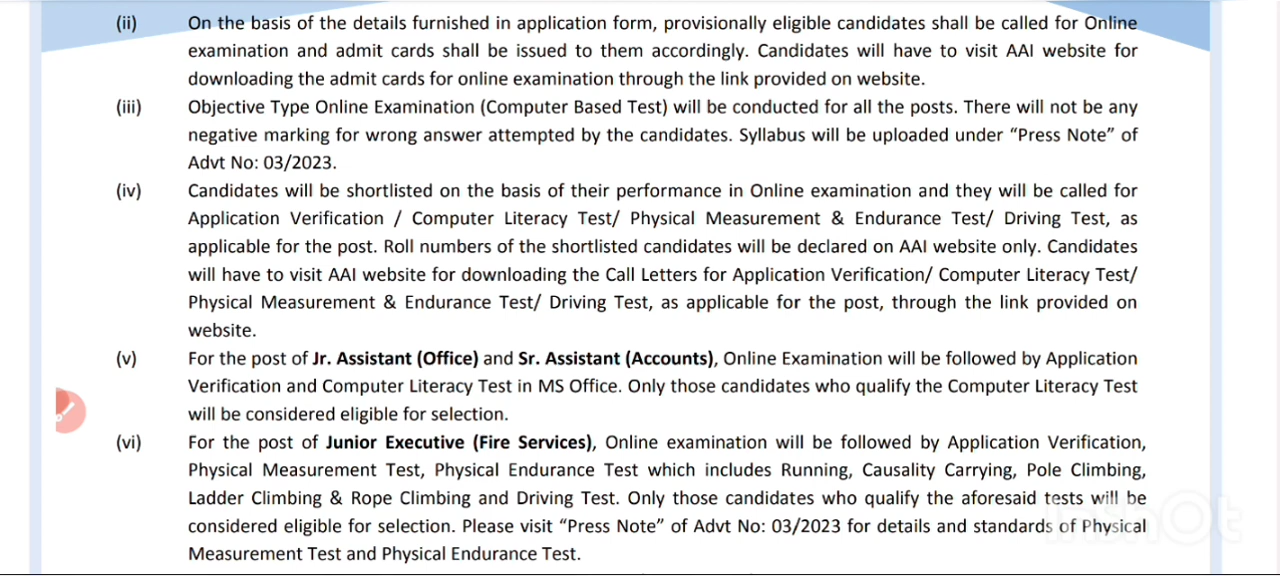 (ii) On the basis of the details furnished in application form, provisionally eligible candidates shall be called for Online
examination and admit cards shall be issued to them accordingly. Candidates will have to visit AAI website for
downloading the admit cards for online examination through the link provided on website.
(iii) Objective Type Online Examination (Computer Based Test) will be conducted for all the posts. There will not be any
negative marking for wrong answer attempted by the candidates. Syllabus will be uploaded under “Press Note” of
Advt No: 03/2023.
(iv) Candidates will be shortlisted on the basis of their performance in Online examination and they will be called for
Application Verification / Computer Literacy Test/ Physical Measurement & Endurance Test/ Driving Test, as
applicable for the post. Roll numbers of the shortlisted candidates will be declared on AAI website only. Candidates
will have to visit AAI website for downloading the Call Letters for Application Verification/ Computer Literacy Test/
Physical Measurement & Endurance Test/ Driving Test, as applicable for the post, through the link provided on
website.
(v) For the post of Jr. Assistant (Office) and Sr. Assistant (Accounts), Online Examination will be followed by Application
Verification and Computer Literacy Test in MS Office. Only those candidates who qualify the Computer Literacy Test
will be considered eligible for selection.
(vi) For the post of Junior Executive (Fire Services), Online examination will be followed by Application Verification,
Physical Measurement Test, Physical Endurance Test which includes Running, Causality Carrying, Pole Climbing,
Ladder Climbing & Rope Climbing and Driving Test. Only those candidates who qualify the aforesaid tests will be
considered eligible for selection. Please visit “Press Note” of Advt No: 03/2023 for details and standards of Physical
Measurement Test and Physical Endurance Test.
InShOt